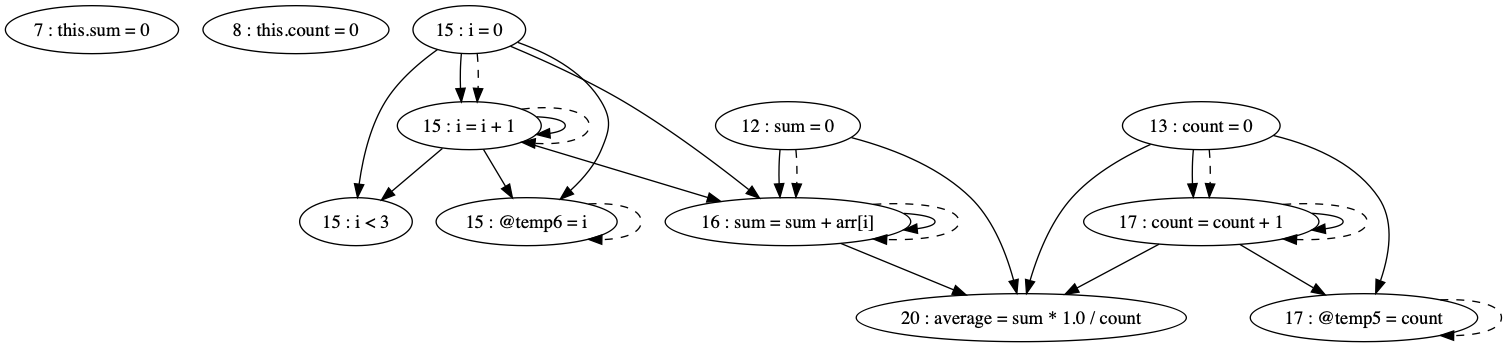 7 : this.sum = 0
8 : this.count = 0
15 : i = 0
15 : i = i + 1
12 : sum = 0
13 : count = 0
15 : i < 3
15 : @temp6 = i
16 : sum = sum + arr[i]
17 : count = count + 1
20 : average = sum * 1.0 / count
17 : @temp5 = count